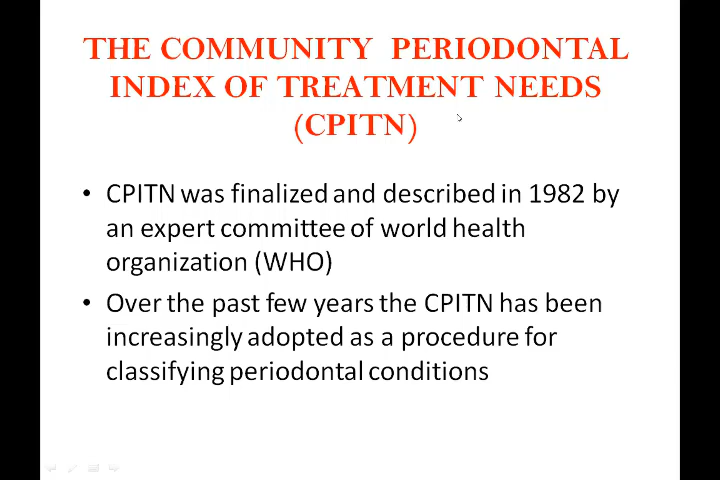 THE COMMUNITY PERIODONTAL
INDEX OF TREATMENT NEEDS
(CPITN)
• CPITN was finalized and described in 1982 by
an expert committee of world health
organization (WHO)
• Over the past few years the CPITN has been
increasingly adopted as a procedure for
classifying periodontal conditions